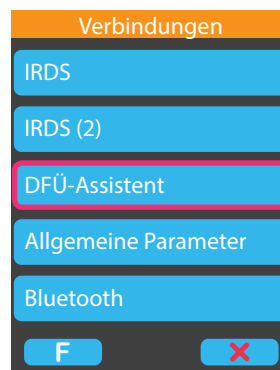 Verbindungen
IRDS
IRDS (2)
DFÜ-Assistent
Allgemeine Parameter
Bluetooth
F